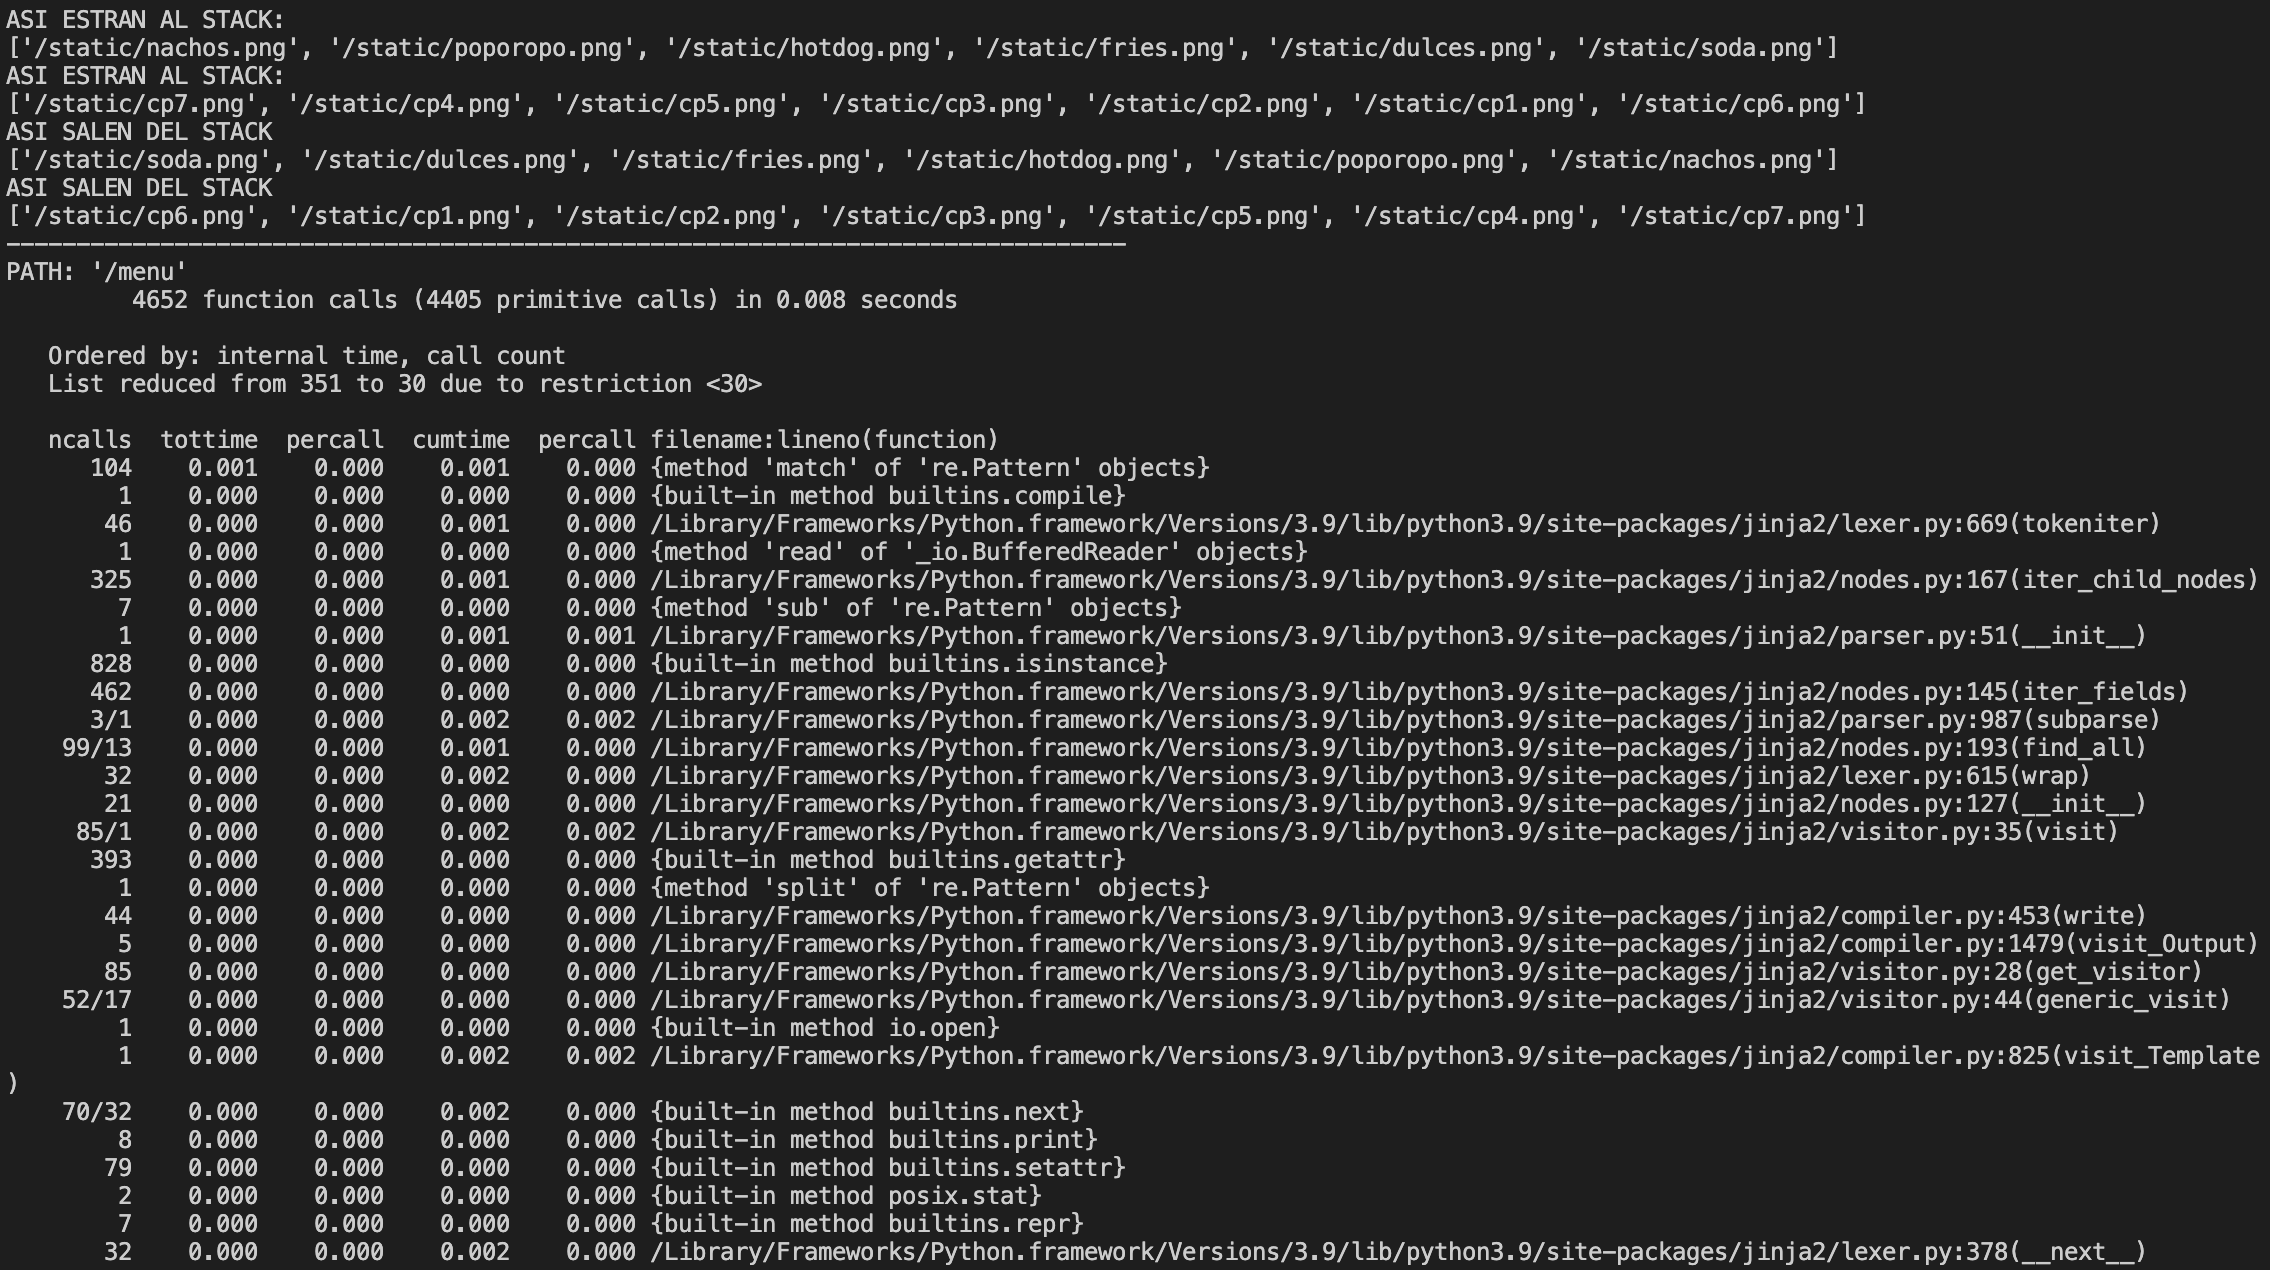 ASI ESTRAN AL STACK:
['/static/nachos.png', '/static/poporopo.png', '/static/hotdog.png', '/static/fries.png', '/static/dulces.png', '/static/soda.png']
ASI ESTRAN AL STACK:
['/static/cp7.png', '/static/cp4.png', '/static/cp5.png', '/static/cp3.png', '/static/cp2.png', '/static/cp1.png', '/static/cp6.png']
ASI SALEN DEL STACK
['/static/soda.png', '/static/dulces.png', '/static/fries.png', '/static/hotdog.png', '/static/poporopo.png', '/static/nachos.png']
ASI SALEN DEL STACK
['/static/cp6.png', '/static/cp1.png', '/static/cp2.png', '/static/cp3.png', '/static/cp5.png', '/static/cp4.png', '/static/cp7.png']
--------------------------------------------------------------------------------
PATH: '/menu'
         4652 function calls (4405 primitive calls) in 0.008 seconds

   Ordered by: internal time, call count
   List reduced from 351 to 30 due to restriction <30>

   ncalls  tottime  percall  cumtime  percall filename:lineno(function)
      104    0.001    0.000    0.001    0.000 {method 'match' of 're.Pattern' objects}
        1    0.000    0.000    0.000    0.000 {built-in method builtins.compile}
       46    0.000    0.000    0.001    0.000 /Library/Frameworks/Python.framework/Versions/3.9/lib/python3.9/site-packages/jinja2/lexer.py:669(tokeniter)
        1    0.000    0.000    0.000    0.000 {method 'read' of '_io.BufferedReader' objects}
      325    0.000    0.000    0.001    0.000 /Library/Frameworks/Python.framework/Versions/3.9/lib/python3.9/site-packages/jinja2/nodes.py:167(iter_child_nodes)
        7    0.000    0.000    0.000    0.000 {method 'sub' of 're.Pattern' objects}
        1    0.000    0.000    0.001    0.001 /Library/Frameworks/Python.framework/Versions/3.9/lib/python3.9/site-packages/jinja2/parser.py:51(__init__)
      828    0.000    0.000    0.000    0.000 {built-in method builtins.isinstance}
      462    0.000    0.000    0.000    0.000 /Library/Frameworks/Python.framework/Versions/3.9/lib/python3.9/site-packages/jinja2/nodes.py:145(iter_fields)
      3/1    0.000    0.000    0.002    0.002 /Library/Frameworks/Python.framework/Versions/3.9/lib/python3.9/site-packages/jinja2/parser.py:987(subparse)
    99/13    0.000    0.000    0.001    0.000 /Library/Frameworks/Python.framework/Versions/3.9/lib/python3.9/site-packages/jinja2/nodes.py:193(find_all)
       32    0.000    0.000    0.002    0.000 /Library/Frameworks/Python.framework/Versions/3.9/lib/python3.9/site-packages/jinja2/lexer.py:615(wrap)
       21    0.000    0.000    0.000    0.000 /Library/Frameworks/Python.framework/Versions/3.9/lib/python3.9/site-packages/jinja2/nodes.py:127(__init__)
     85/1    0.000    0.000    0.002    0.002 /Library/Frameworks/Python.framework/Versions/3.9/lib/python3.9/site-packages/jinja2/visitor.py:35(visit)
      393    0.000    0.000    0.000    0.000 {built-in method builtins.getattr}
        1    0.000    0.000    0.000    0.000 {method 'split' of 're.Pattern' objects}
       44    0.000    0.000    0.000    0.000 /Library/Frameworks/Python.framework/Versions/3.9/lib/python3.9/site-packages/jinja2/compiler.py:453(write)
        5    0.000    0.000    0.000    0.000 /Library/Frameworks/Python.framework/Versions/3.9/lib/python3.9/site-packages/jinja2/compiler.py:1479(visit_Output)
       85    0.000    0.000    0.000    0.000 /Library/Frameworks/Python.framework/Versions/3.9/lib/python3.9/site-packages/jinja2/visitor.py:28(get_visitor)
    52/17    0.000    0.000    0.000    0.000 /Library/Frameworks/Python.framework/Versions/3.9/lib/python3.9/site-packages/jinja2/visitor.py:44(generic_visit)
        1    0.000    0.000    0.000    0.000 {built-in method io.open}
        1    0.000    0.000    0.002    0.002 /Library/Frameworks/Python.framework/Versions/3.9/lib/python3.9/site-packages/jinja2/compiler.py:825(visit_Template
)
    70/32    0.000    0.000    0.002    0.000 {built-in method builtins.next}
        8    0.000    0.000    0.000    0.000 {built-in method builtins.print}
       79    0.000    0.000    0.000    0.000 {built-in method builtins.setattr}
        2    0.000    0.000    0.000    0.000 {built-in method posix.stat}
        7    0.000    0.000    0.000    0.000 {built-in method builtins.repr}
       32    0.000    0.000    0.002    0.000 /Library/Frameworks/Python.framework/Versions/3.9/lib/python3.9/site-packages/jinja2/lexer.py:378(__next__)